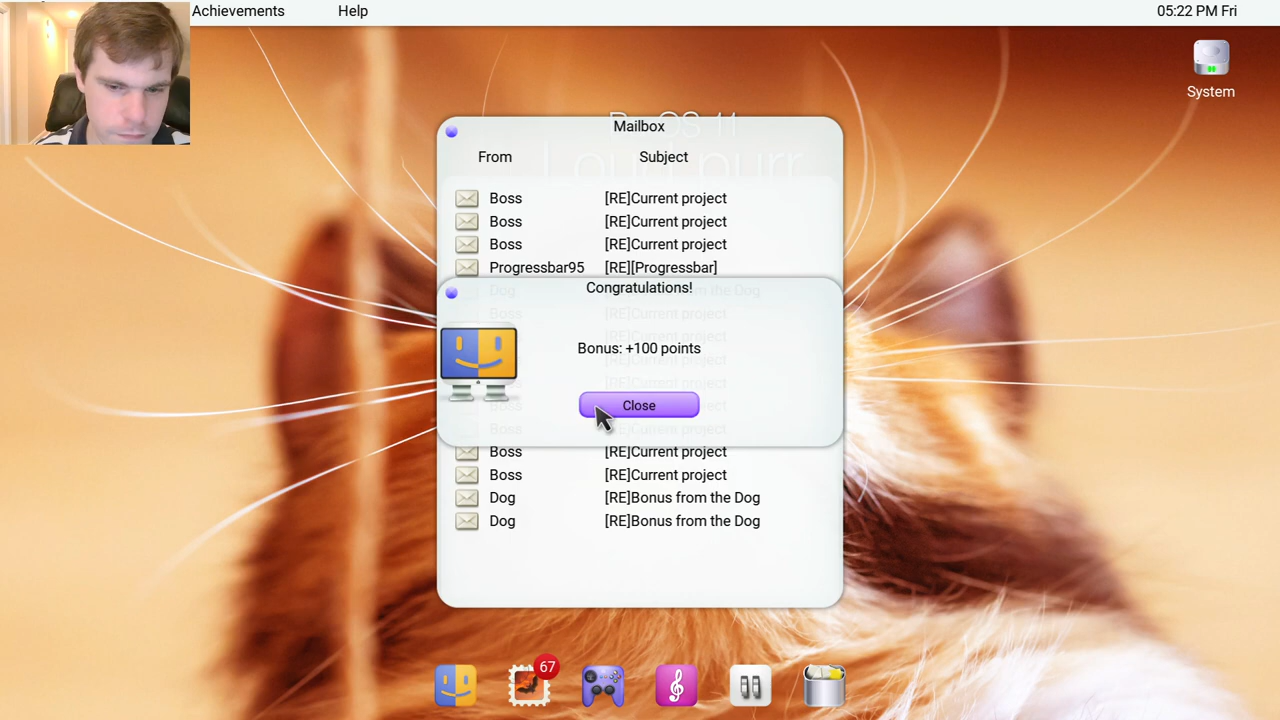 Achievements Help 05:22 PM Fri
System
Mailbox
From Subject
Boss [RE]Current project
Boss [RE]Current project
Boss [RE]Current project
Progressbar95 [RE][Progressbar]
Congratulations!
Bonus: +100 points
Close
Boss [RE]Current project
Boss [RE]Current project
Dog [RE]Bonus from the Dog
Dog [RE]Bonus from the Dog
67